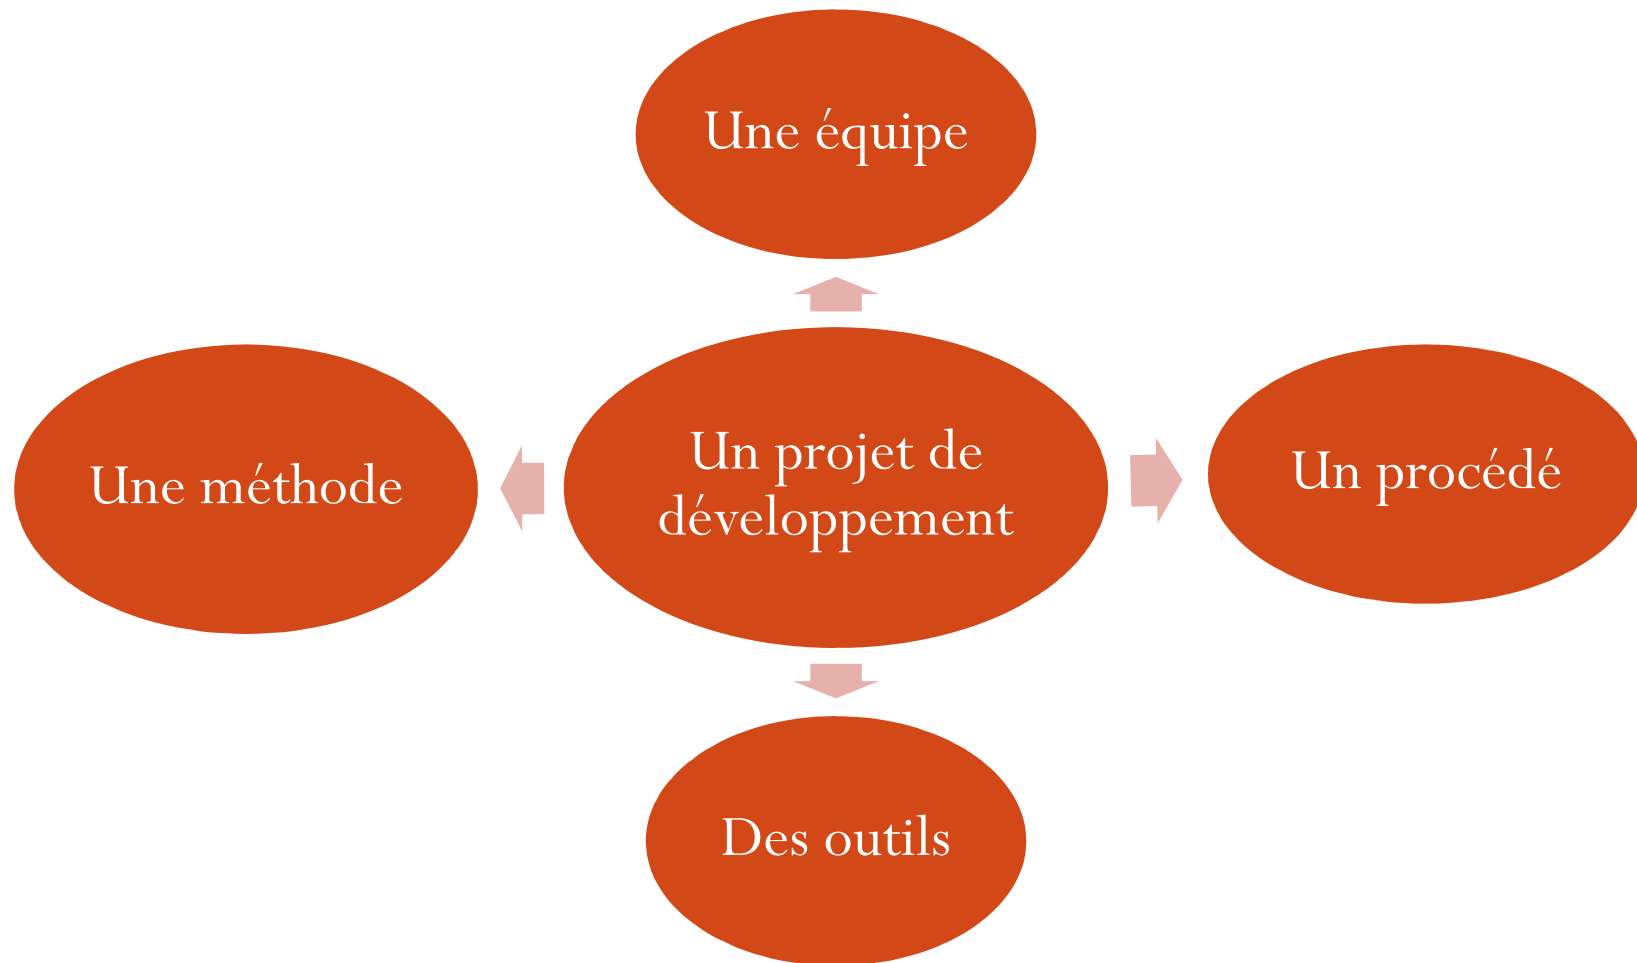 Une équipe
Une méthode
Un projet de
développement
Un procédé
Des outils